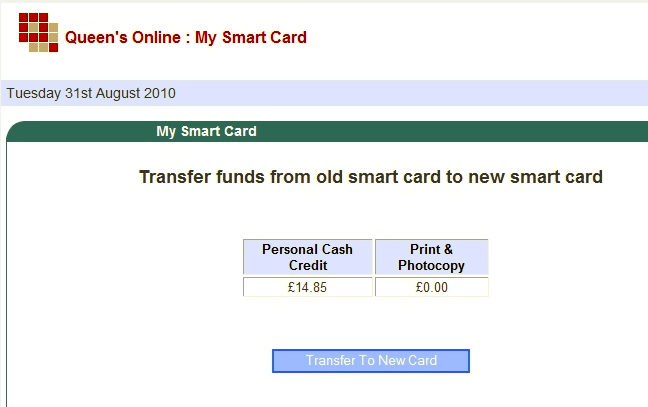 Queen's Online : My Smart Card
Tuesday 31st August 2010
My Smart Card
Transfer funds from old smart card to new smart card
Personal Cash Credit
Print & Photocopy
£14.85
£0.00
Transfer To New Card